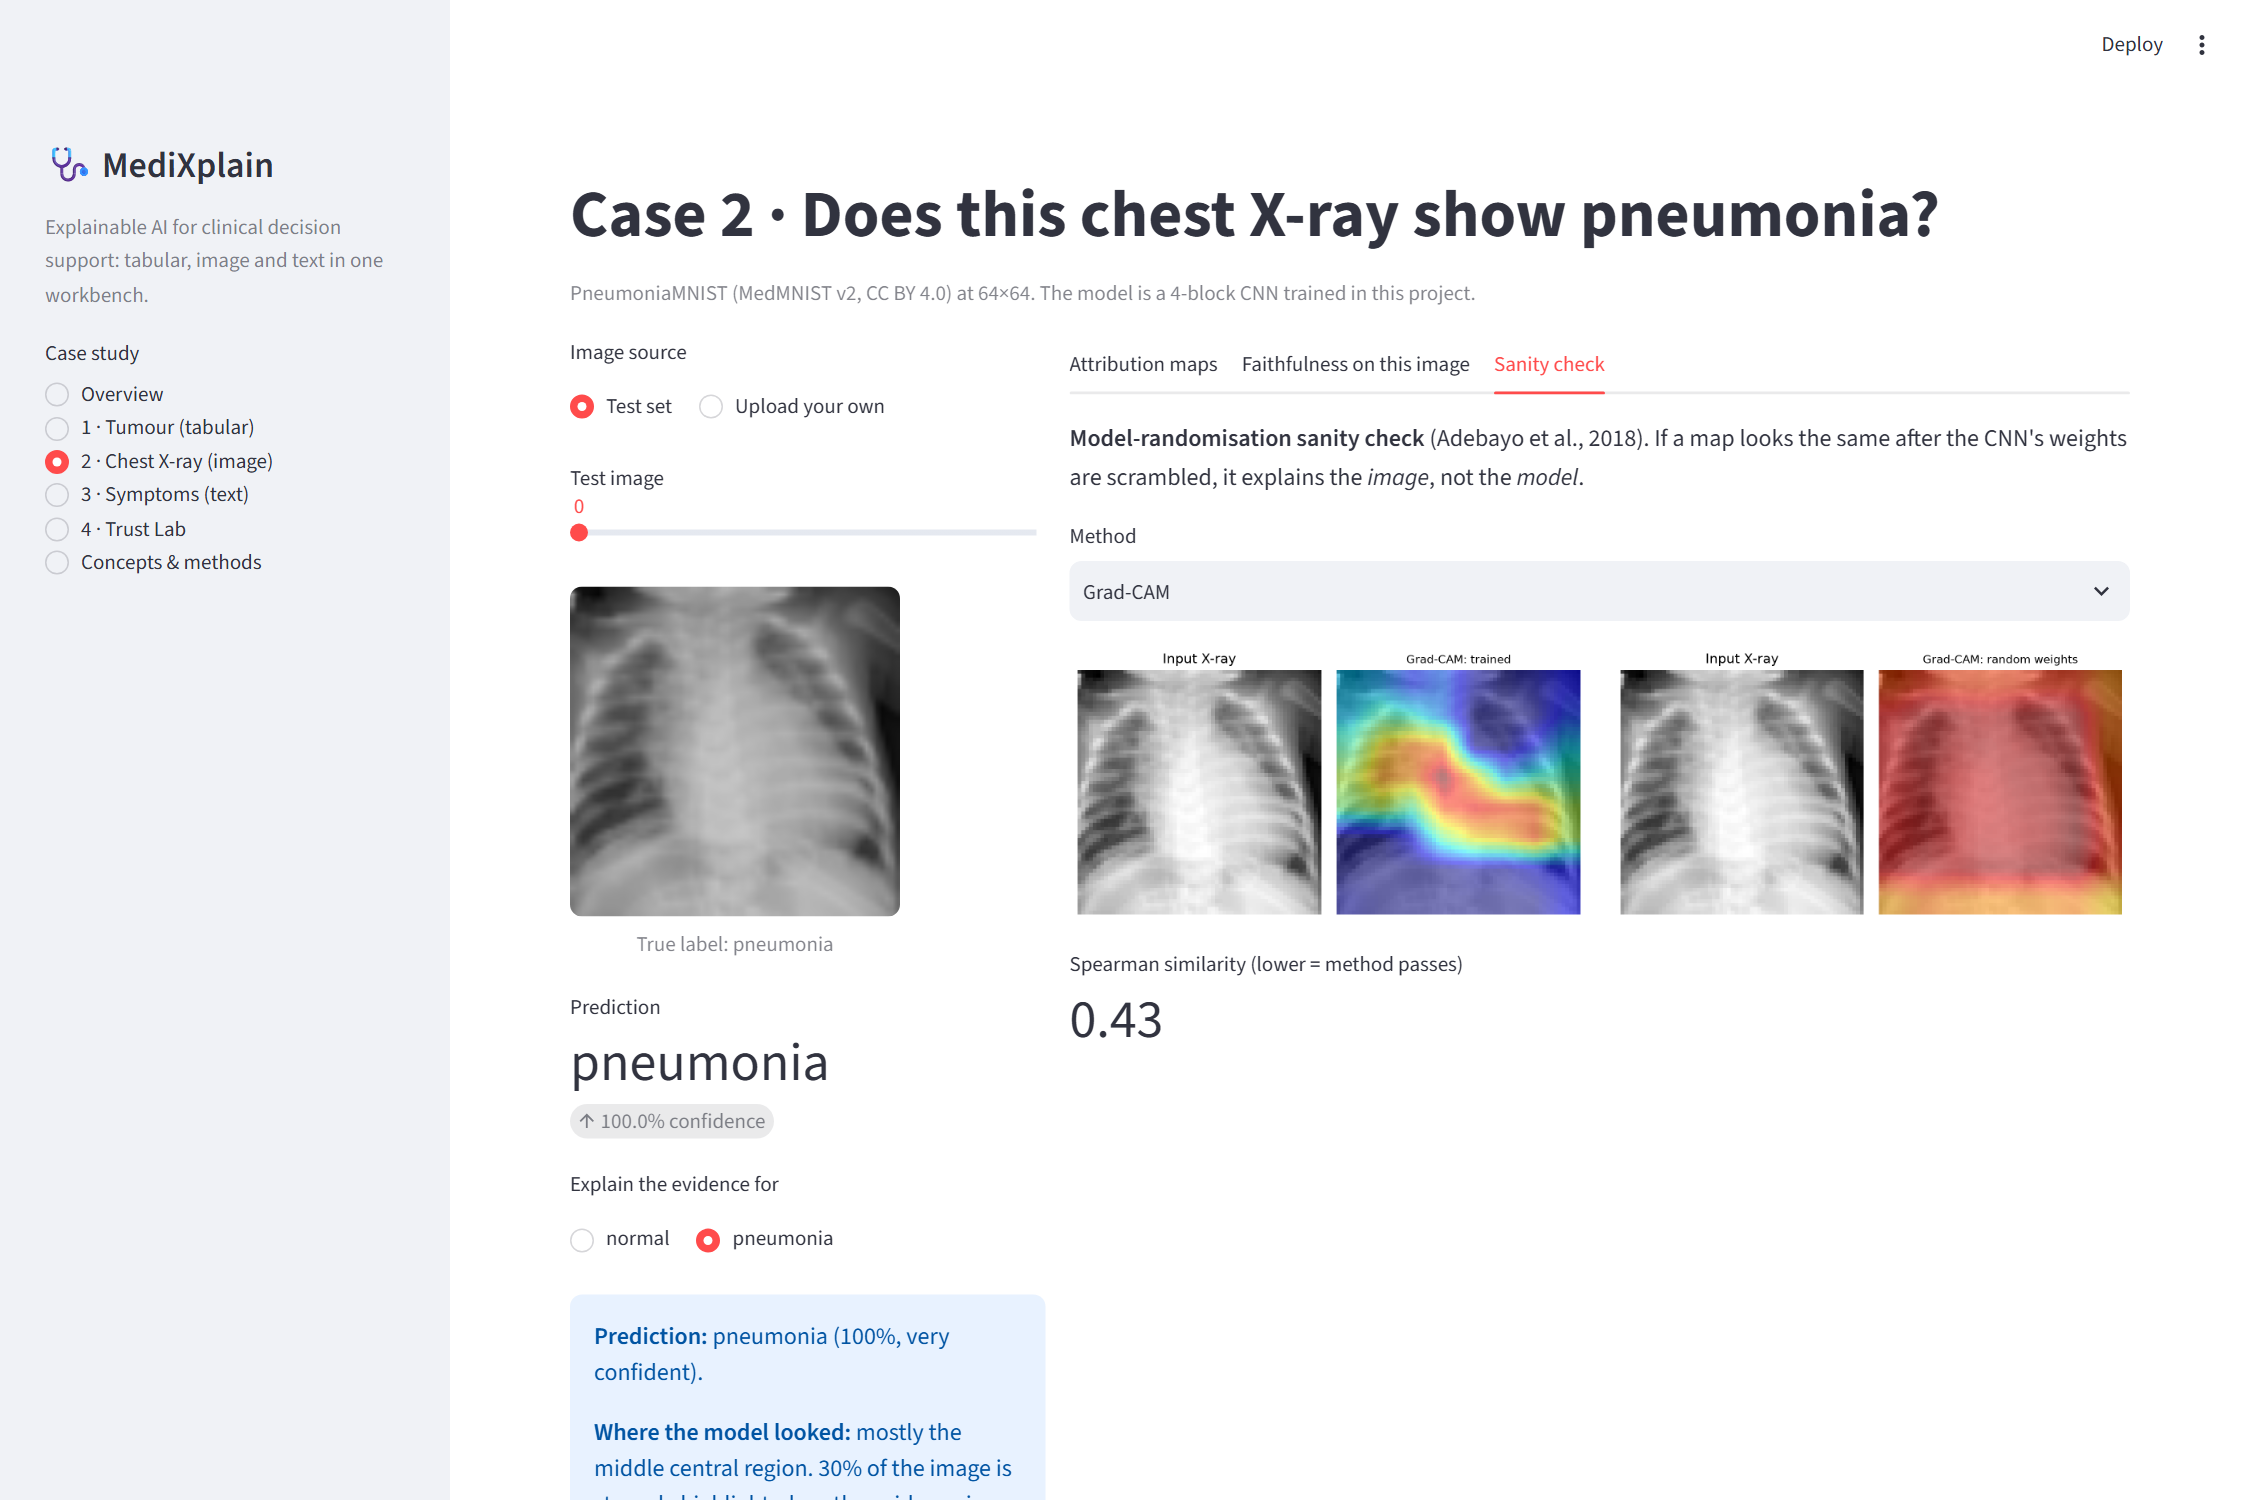 Deploy
MediXplain
Explainable AI for clinical decision
support: tabular, image and text in one
workbench.
Case study
Overview
1 · Tumour (tabular)
2 · Chest X-ray (image)
3 · Symptoms (text)
4 · Trust Lab
Concepts & methods
Case 2 · Does this chest X-ray show pneumonia?
PneumoniaMNIST (MedMNIST v2, CC BY 4.0) at 64×64. The model is a 4-block CNN trained in this project.
Image source
Test set
Upload your own
Test image
0
True label: pneumonia
Prediction
pneumonia
↑ 100.0% confidence
Explain the evidence for
normal
pneumonia
Prediction: pneumonia (100%, very
confident).
Where the model looked: mostly the
middle central region. 30% of the image is
Attribution maps
Faithfulness on this image
Sanity check
Model-randomisation sanity check (Adebayo et al., 2018). If a map looks the same after the CNN's weights
are scrambled, it explains the image, not the model.
Method
Grad-CAM
Input X-ray
Grad-CAM: trained
Input X-ray
Grad-CAM: random weights
Spearman similarity (lower = method passes)
0.43